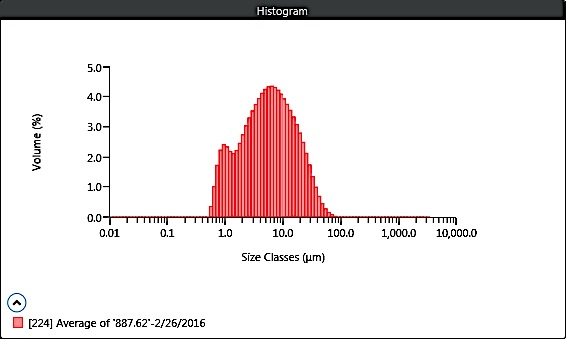 Histogram
5.0
4.0
3.0
2.0
1.0
0.0
Volume (%)
0.01 0.1 1.0 10.0 100.0 1,000.0 10,000.0
Size Classes (μm)
[224] Average of '887.62'-2/26/2016